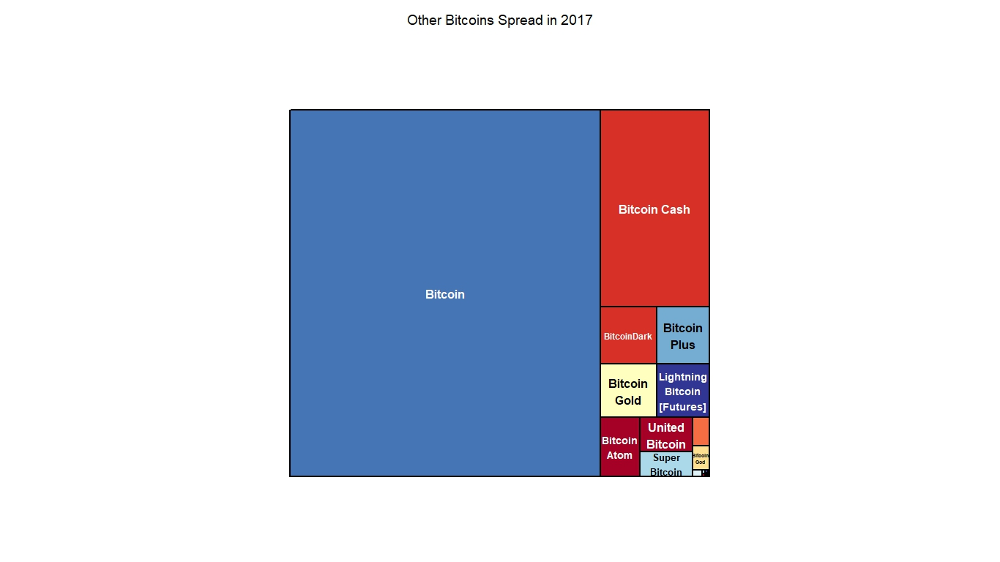 Other Bitcoins Spread in 2017
Bitcoin
Bitcoin Cash
BitcoinDark
Bitcoin
Plus
Bitcoin
Gold
Lightning
Bitcoin
[Futures]
Bitcoin
Atom
United
Bitcoin
Super
Bitcoin
Bitcoin
God